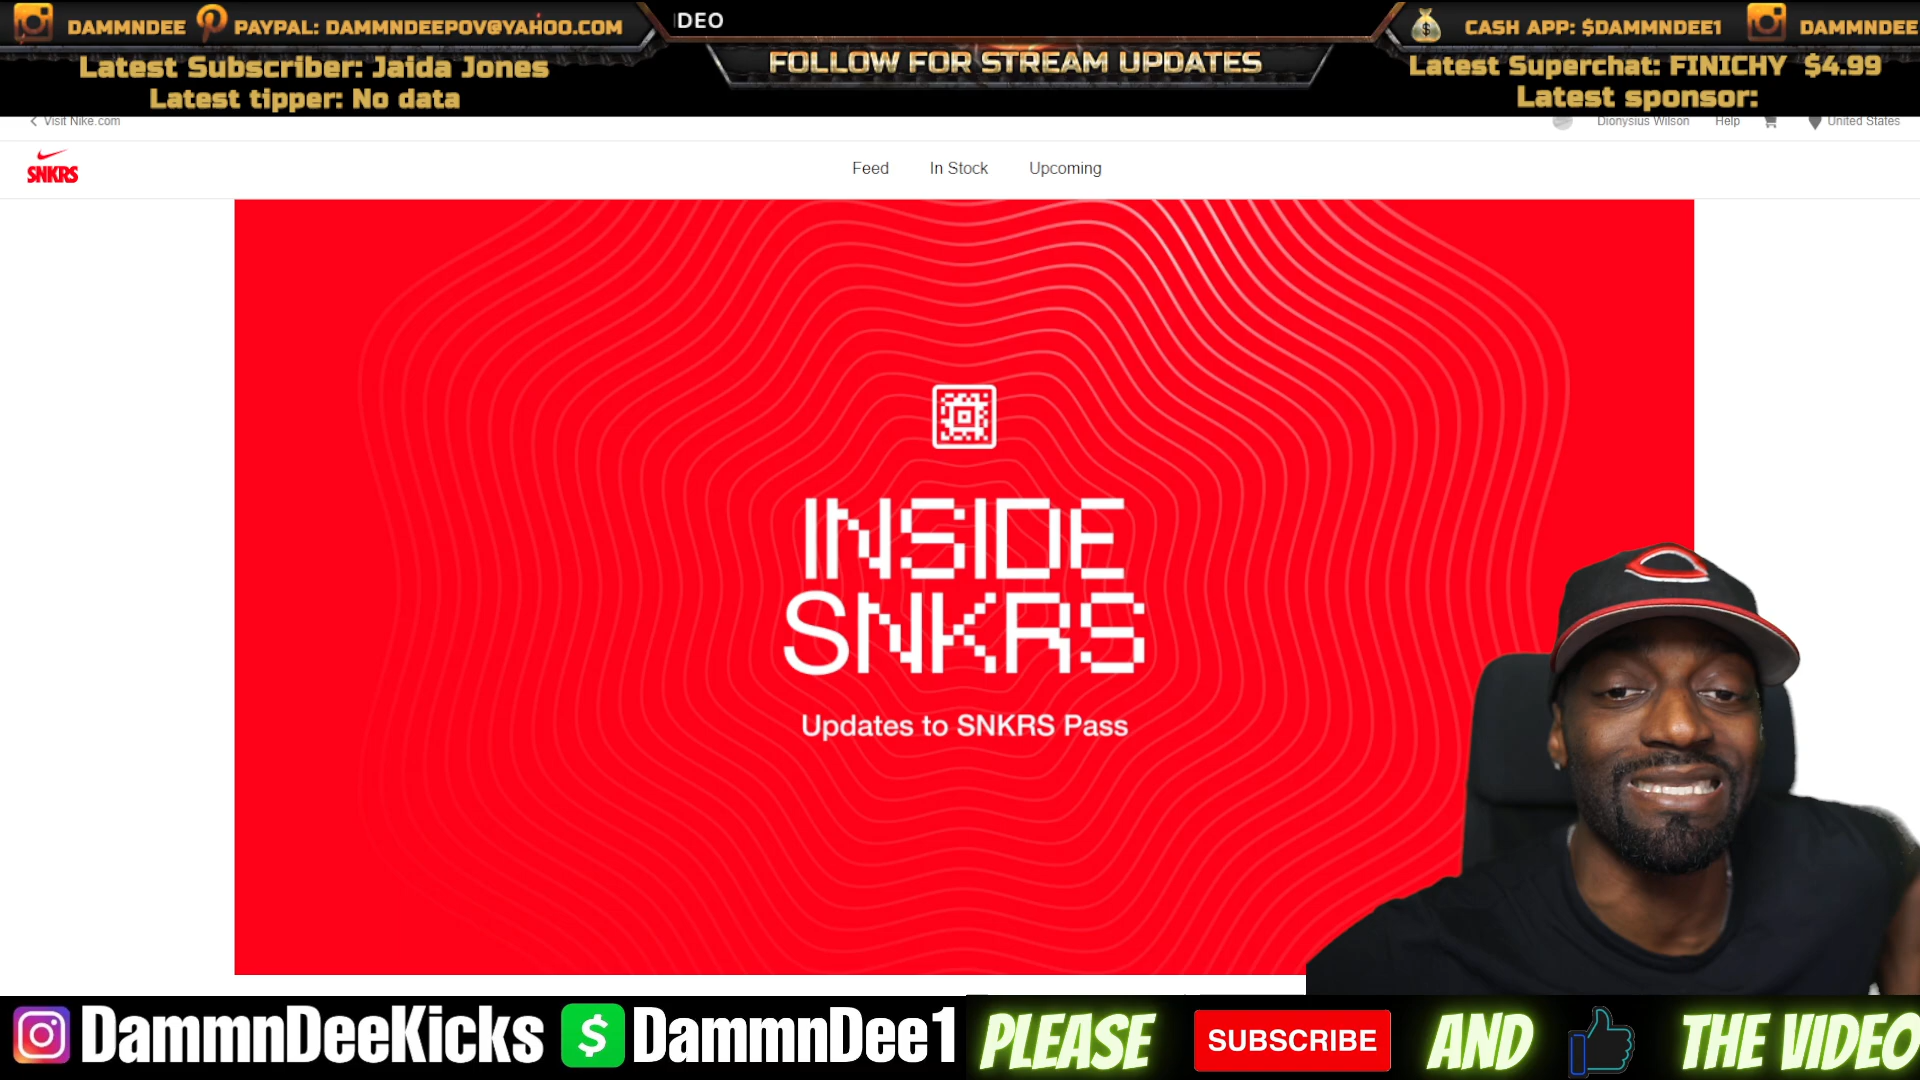 DAMMNDEE PAYPAL: DAMMNDEEPOV@YAHOO.COM
DEO
CASH APP: $DAMMNDEE1 DAMMNDEE
FOLLOW FOR STREAM UPDATES
Latest Subscriber: Jaida Jones
Latest tipper: No data
Latest Superchat: FINICHY $4.99
Latest sponsor:
Visit Nike.com
Dionysius Wilson Help United States
SNKRS
Feed In Stock Upcoming
INSIDE
SNKRS
Updates to SNKRS Pass
DammnDeeKicks $ DammnDee1 PLEASE SUBSCRIBE AND THE VIDEO